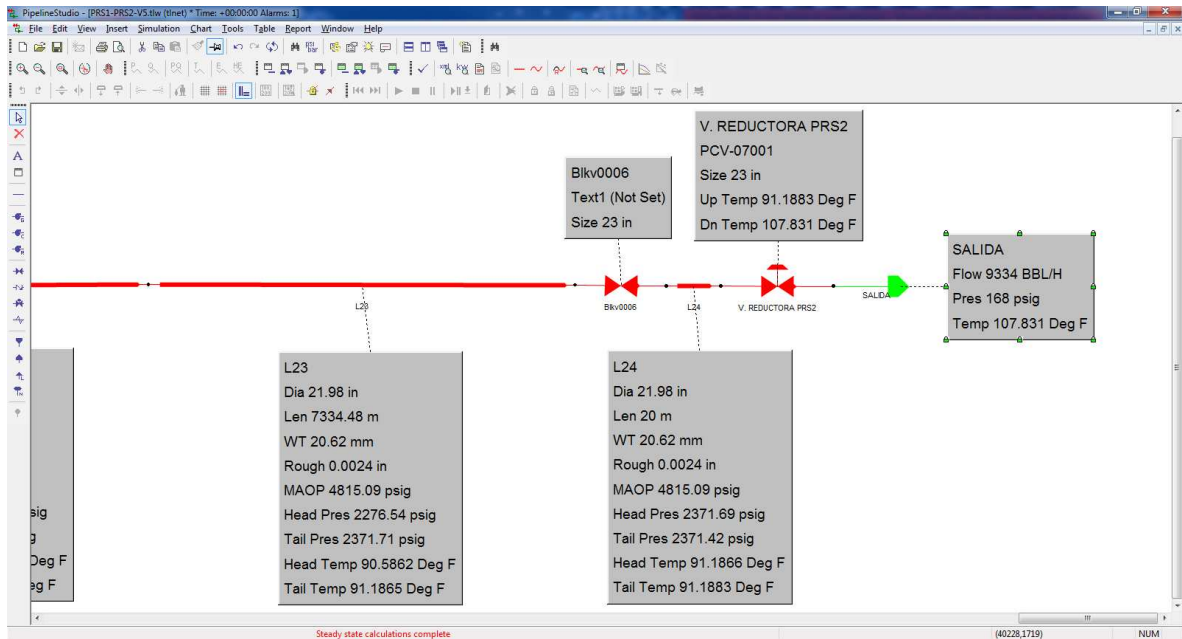 PipelineStudio - [PRS1-PRS2-V5.tlw (tlnet) * Time: +00:00:00 Alarms: 1]
File Edit View Insert Simulation Chart Tools Table Report Window Help
V. REDUCTORA PRS2
PCV-07001
Size 23 in
Up Temp 91.1883 Deg F
Dn Temp 107.831 Deg F
Blkv0006
Text1 (Not Set)
Size 23 in
SALIDA
Flow 9334 BBL/H
Pres 168 psig
Temp 107.831 Deg F
L23
Blkv0006
L24
V. REDUCTORA PRS2
SALIDA
L23
Dia 21.98 in
Len 7334.48 m
WT 20.62 mm
Rough 0.0024 in
MAOP 4815.09 psig
Head Pres 2276.54 psig
Tail Pres 2371.71 psig
Head Temp 90.5862 Deg F
Tail Temp 91.1865 Deg F
L24
Dia 21.98 in
Len 20 m
WT 20.62 mm
Rough 0.0024 in
MAOP 4815.09 psig
Head Pres 2371.69 psig
Tail Pres 2371.42 psig
Head Temp 91.1866 Deg F
Tail Temp 91.1883 Deg F
sig
g
Deg F
eg F
Steady state calculations complete
(40228,1719)
NUM